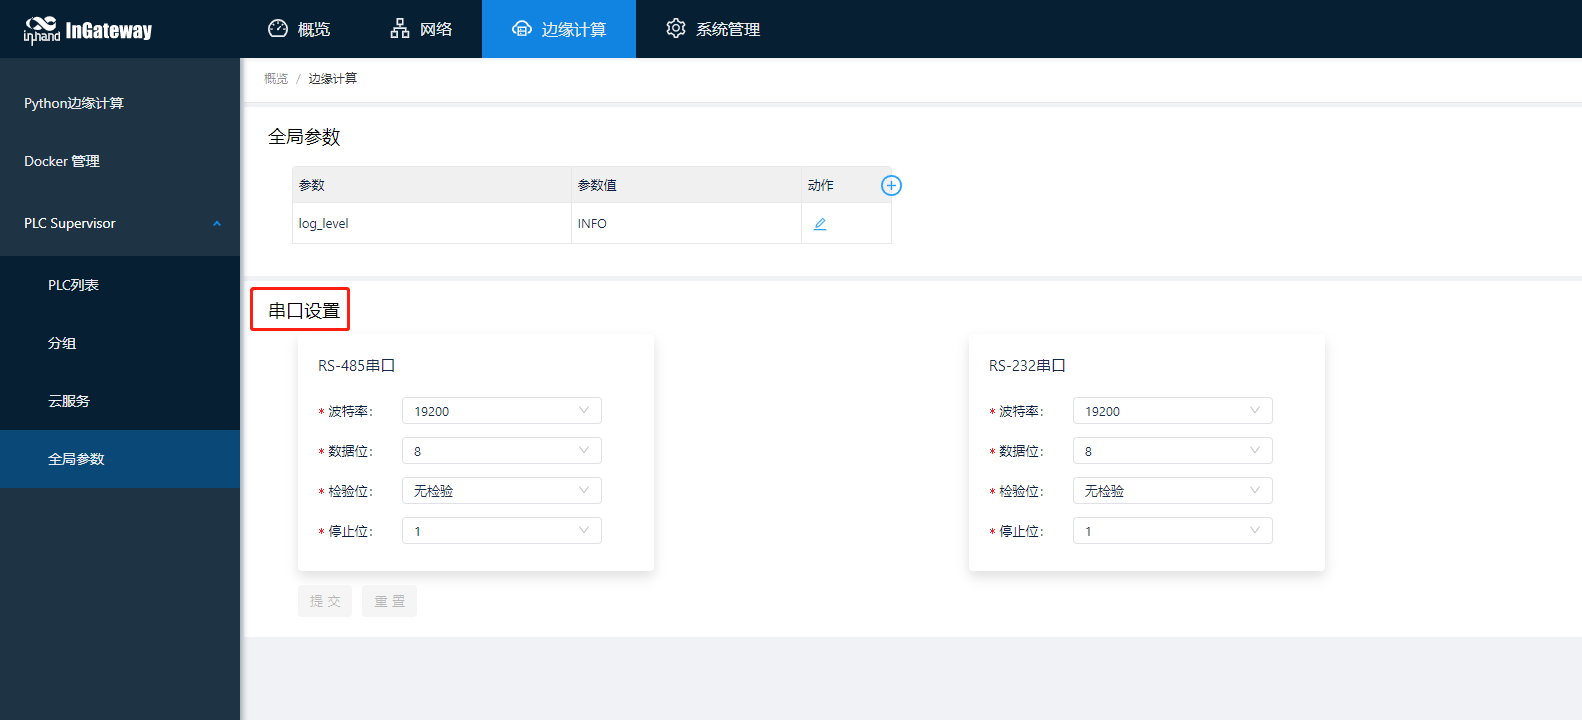 inhand InGateway
概览
网络
边缘计算
系统管理
概览 / 边缘计算
Python边缘计算
Docker 管理
PLC Supervisor
PLC列表
分组
云服务
全局参数
全局参数
参数 参数值 动作
log_level INFO
串口设置
RS-485串口
* 波特率: 19200
* 数据位: 8
* 检验位: 无检验
* 停止位: 1
RS-232串口
* 波特率: 19200
* 数据位: 8
* 检验位: 无检验
* 停止位: 1
提 交 重 置